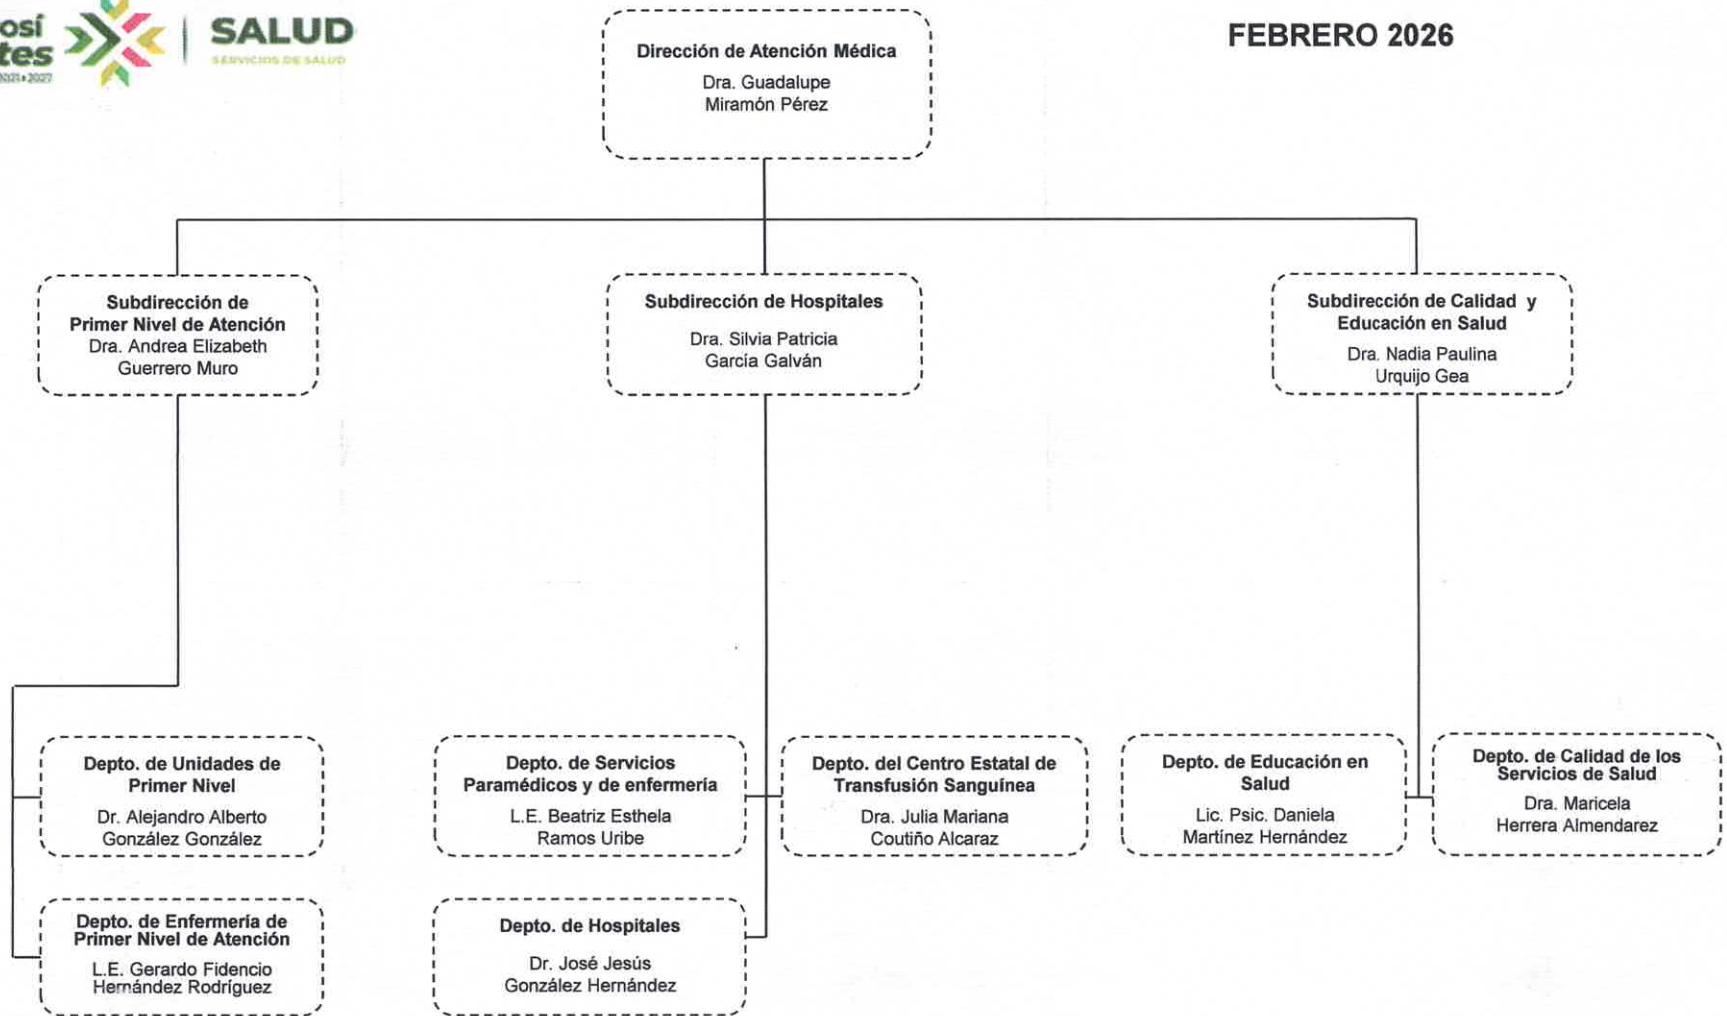 osí
tes
2021•2027
SALUD
SERVICIOS DE SALUD
FEBRERO 2026
Dirección de Atención Médica
Dra. Guadalupe
Miramón Pérez
Subdirección de
Primer Nivel de Atención
Dra. Andrea Elizabeth
Guerrero Muro
Subdirección de Hospitales
Dra. Silvia Patricia
García Galván
Subdirección de Calidad y
Educación en Salud
Dra. Nadia Paulina
Urquijo Gea
Depto. de Unidades de
Primer Nivel
Dr. Alejandro Alberto
González González
Depto. de Servicios
Paramédicos y de enfermería
L.E. Beatriz Esthela
Ramos Uribe
Depto. del Centro Estatal de
Transfusión Sanguínea
Dra. Julia Mariana
Coutiño Alcaraz
Depto. de Educación en
Salud
Lic. Psic. Daniela
Martínez Hernández
Depto. de Calidad de los
Servicios de Salud
Dra. Maricela
Herrera Almendarez
Depto. de Enfermería de
Primer Nivel de Atención
L.E. Gerardo Fidencio
Hernández Rodríguez
Depto. de Hospitales
Dr. José Jesús
González Hernández